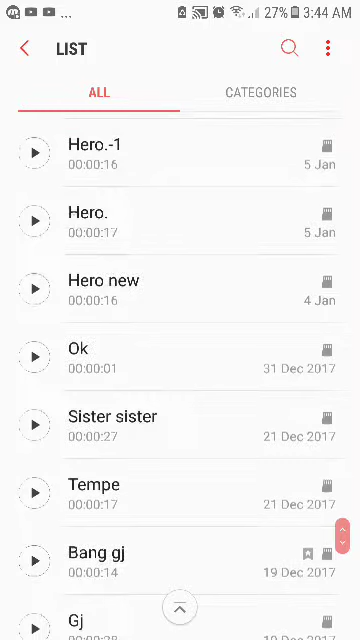 ... 27% 3:44 AM
LIST
ALL CATEGORIES
Hero.-1
00:00:16 5 Jan
Hero.
00:00:17 5 Jan
Hero new
00:00:16 4 Jan
Ok
00:00:01 31 Dec 2017
Sister sister
00:00:27 21 Dec 2017
Tempe
00:00:17 21 Dec 2017
Bang gj
00:00:14 19 Dec 2017
Gj